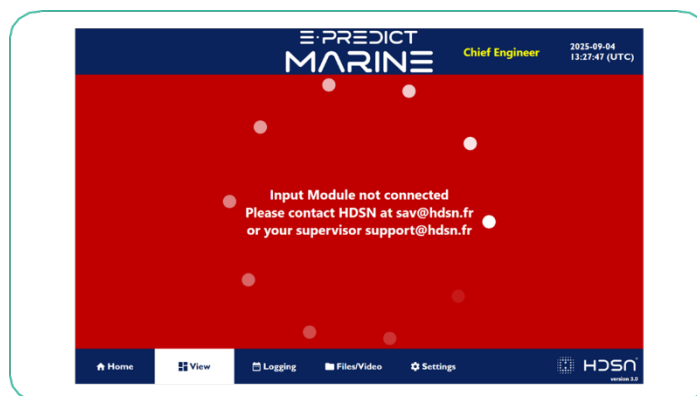 E·PREDICT
MARINE
Chief Engineer
2025-09-04
13:27:47 (UTC)
Input Module not connected
Please contact HDSN at sav@hdsn.fr
or your supervisor support@hdsn.fr
Home View Logging Files/Video Settings
HDSN
version 3.0